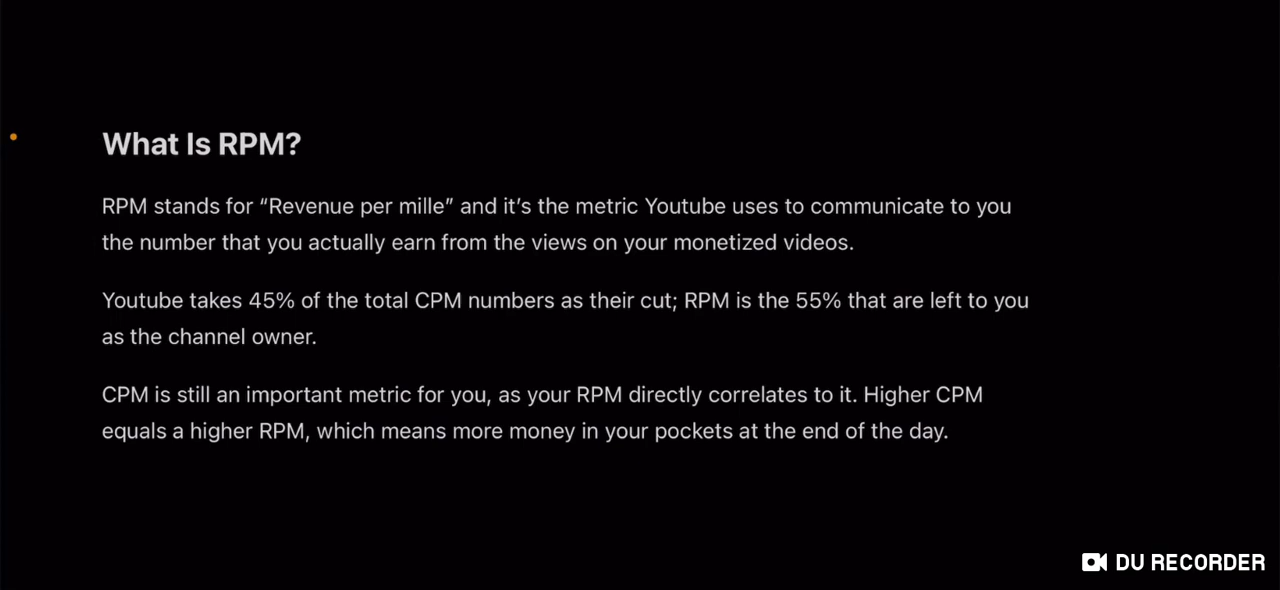 What Is RPM?
RPM stands for “Revenue per mille” and it’s the metric Youtube uses to communicate to you
the number that you actually earn from the views on your monetized videos.
Youtube takes 45% of the total CPM numbers as their cut; RPM is the 55% that are left to you
as the channel owner.
CPM is still an important metric for you, as your RPM directly correlates to it. Higher CPM
equals a higher RPM, which means more money in your pockets at the end of the day.
DU RECORDER